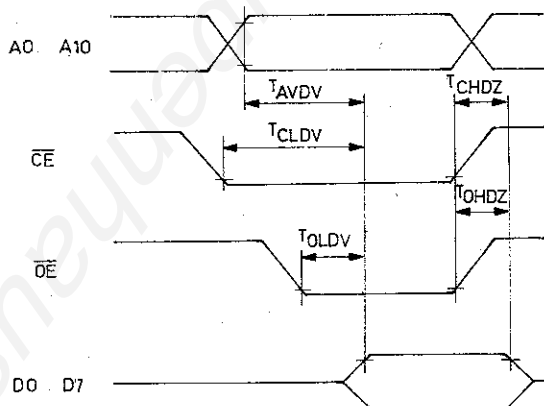 A0 A10
TAVDV
TCHDZ
TCLDV
CE
TOHDZ
TOLDV
OE
D0 D7